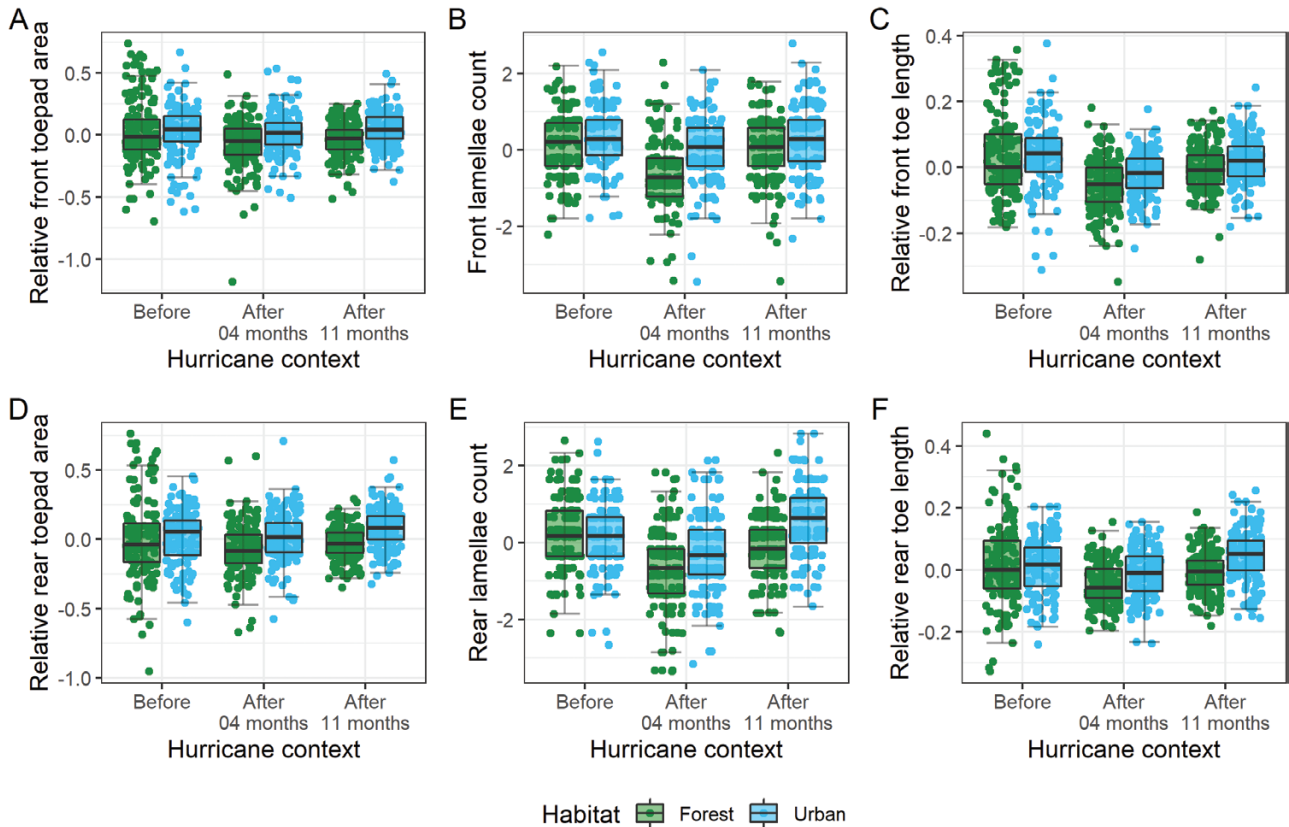 A
Relative front toepad area
0.5
0.0
-0.5
-1.0
Before
After
04 months
After
11 months
Hurricane context
B
Front lamellae count
2
0
-2
Before
After
04 months
After
11 months
Hurricane context
C
Relative front toe length
0.4
0.2
0.0
-0.2
Before
After
04 months
After
11 months
Hurricane context
D
Relative rear toepad area
0.5
0.0
-0.5
-1.0
Before
After
04 months
After
11 months
Hurricane context
E
Rear lamellae count
2
0
-2
Before
After
04 months
After
11 months
Hurricane context
F
Relative rear toe length
0.4
0.2
0.0
-0.2
Before
After
04 months
After
11 months
Hurricane context
Habitat Forest Urban